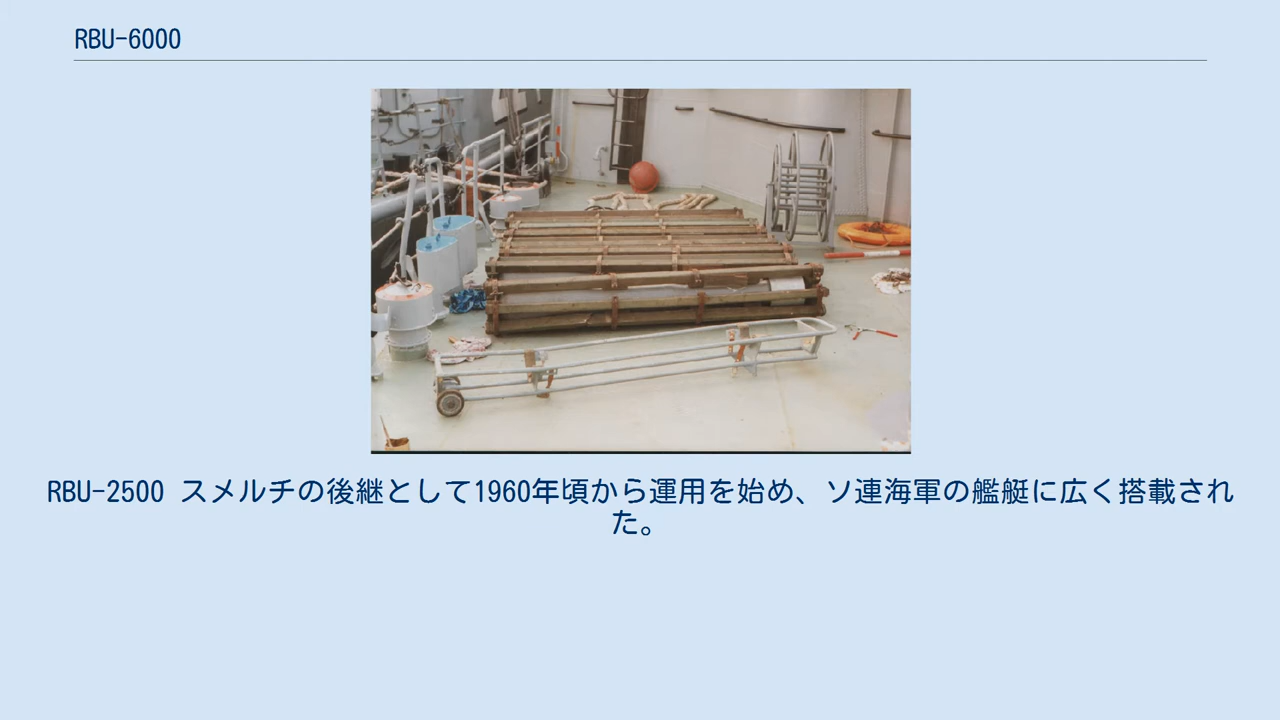 RBU-6000
RBU-2500 スメルチの後継として1960年頃から運用を始め、ソ連海軍の艦艇に広く搭載され
た。